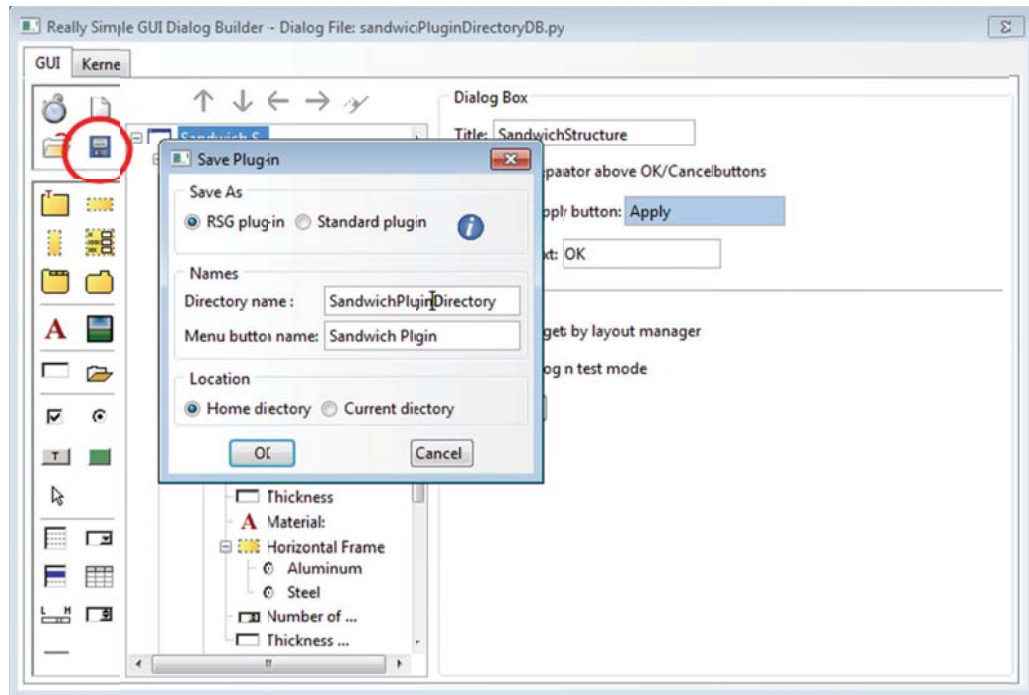 Really Simple GUI Dialog Builder - Dialog File: sandwicPluginDirectoryDB.py
GUI Kerne
Dialog Box
Title: SandwichStructure
paator above OK/Cancelbuttons
button: Apply
xt: OK
get by layout manager
og n test mode
Sandwich S
Save Plug-in
Save As
RSG plug-in Standard plugin
Names
Directory name :
SandwichPluginDirectory
Menu buttor name: Sandwich Plgin
Location
Home diectory Current diectory
Cancel
Thickness
A Material:
Horizontal Frame
Aluminum
Steel
Number of ...
Thickness ...
A
T
L H